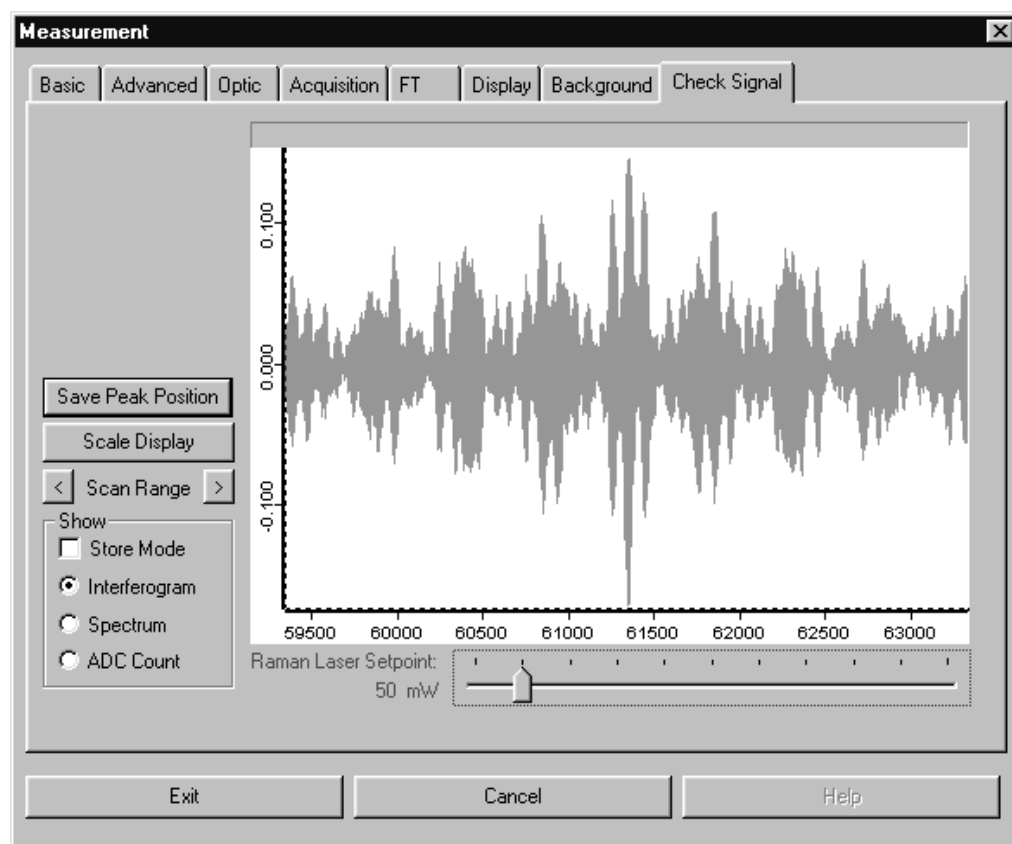 Measurement
Basic Advanced Optic Acquisition FT Display Background Check Signal
0.100
0.000
-0.100
Save Peak Position
Scale Display
< Scan Range >
Show
Store Mode
Interferogram
Spectrum
ADC Count
59500 60000 60500 61000 61500 62000 62500 63000
Raman Laser Setpoint:
50 mW
Exit Cancel Help